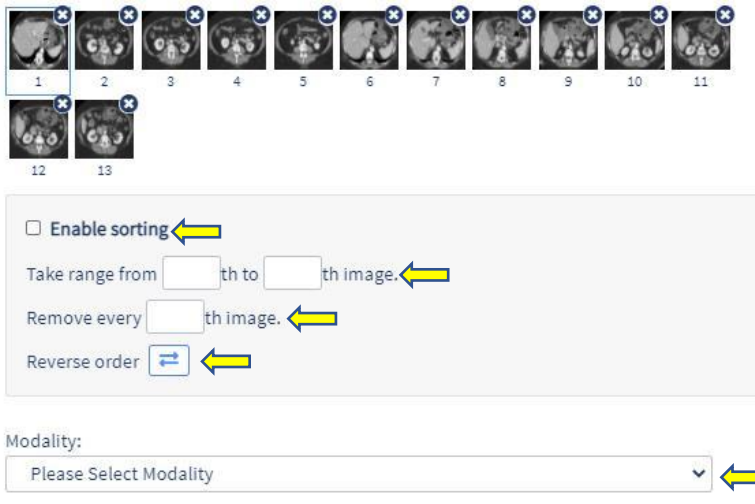 1 2 3 4 5 6 7 8 9 10 11
12 13
Enable sorting
Take range from th to th image.
Remove every th image.
Reverse order
Modality:
Please Select Modality